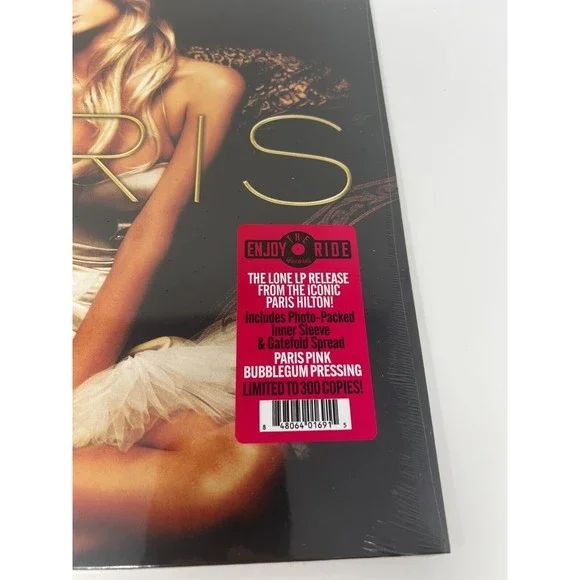 RIS
ENJOY THE RIDE
Records
THE LONE LP RELEASE
FROM THE ICONIC
PARIS HILTON!
Includes Photo-Packed
Inner Sleeve
& Gatefold Spread
PARIS PINK
BUBBLEGUM PRESSING
LIMITED TO 300 COPIES!
8 48064 01691 5